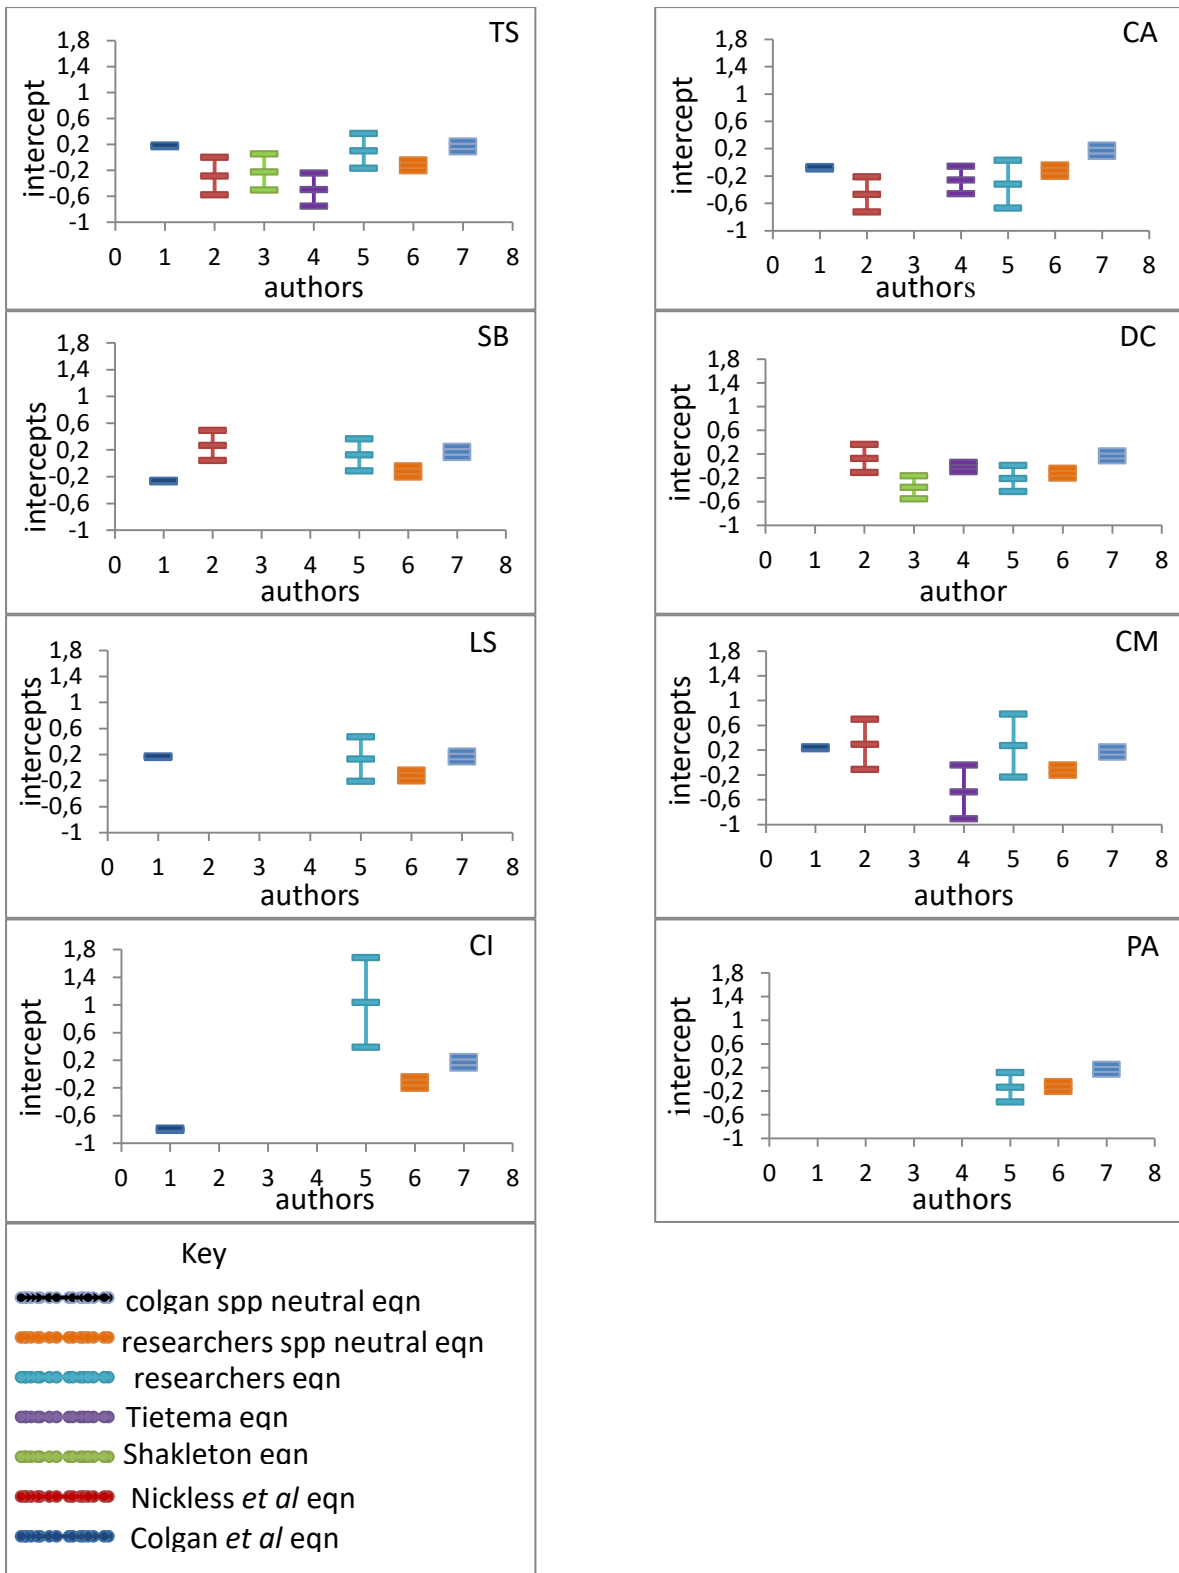 TS
intercept
1,8
1,4
1
0,6
0,2
-0,2
-0,6
-1
0 1 2 3 4 5 6 7 8
authors
CA
intercept
1,8
1,4
1
0,6
0,2
-0,2
-0,6
-1
0 1 2 3 4 5 6 7 8
authors
SB
intercepts
1,8
1,4
1
0,6
0,2
-0,2
-0,6
-1
0 1 2 3 4 5 6 7 8
authors
DC
intercept
1,8
1,4
1
0,6
0,2
-0,2
-0,6
-1
0 1 2 3 4 5 6 7 8
author
LS
intercepts
1,8
1,4
1
0,6
0,2
-0,2
-0,6
-1
0 1 2 3 4 5 6 7 8
authors
CM
intercepts
1,8
1,4
1
0,6
0,2
-0,2
-0,6
-1
0 1 2 3 4 5 6 7 8
authors
CI
intercept
1,8
1,4
1
0,6
0,2
-0,2
-0,6
-1
0 1 2 3 4 5 6 7 8
authors
PA
intercept
1,8
1,4
1
0,6
0,2
-0,2
-0,6
-1
0 1 2 3 4 5 6 7 8
authors
Key
colgan spp neutral eqn
researchers spp neutral eqn
researchers eqn
Tietema eqn
Shakleton eqn
Nickless et al eqn
Colgan et al eqn